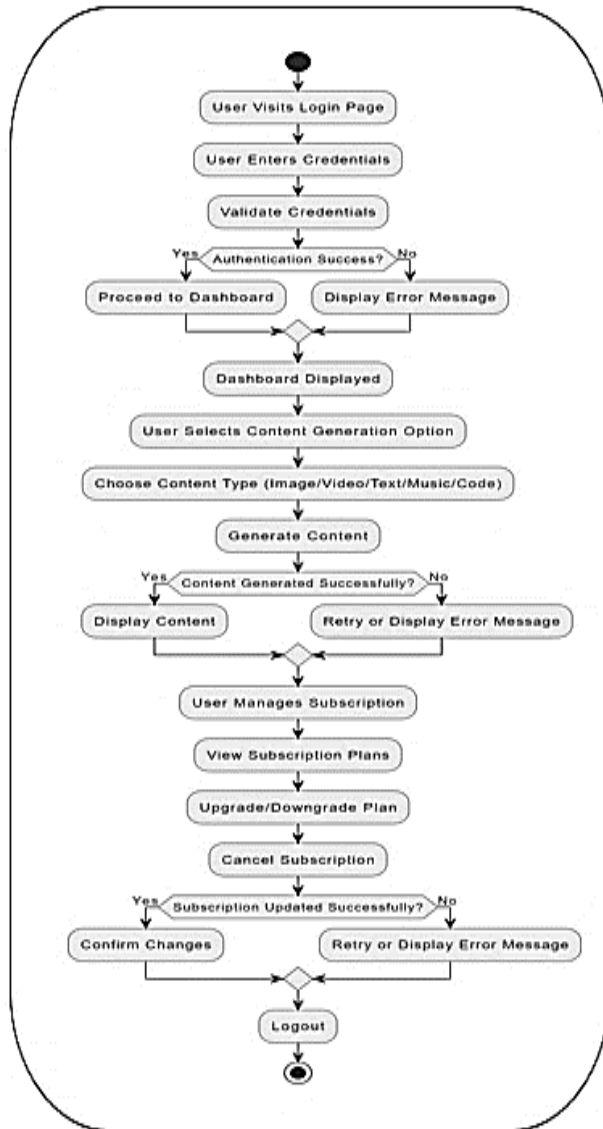 User Visits Login Page
User Enters Credentials
Validate Credentials
Yes
Authentication Success?
No
Proceed to Dashboard
Display Error Message
Dashboard Displayed
User Selects Content Generation Option
Choose Content Type (Image/Video/Text/Music/Code)
Generate Content
Yes
Content Generated Successfully?
No
Display Content
Retry or Display Error Message
User Manages Subscription
View Subscription Plans
Upgrade/Downgrade Plan
Cancel Subscription
Yes
Subscription Updated Successfully?
No
Confirm Changes
Retry or Display Error Message
Logout